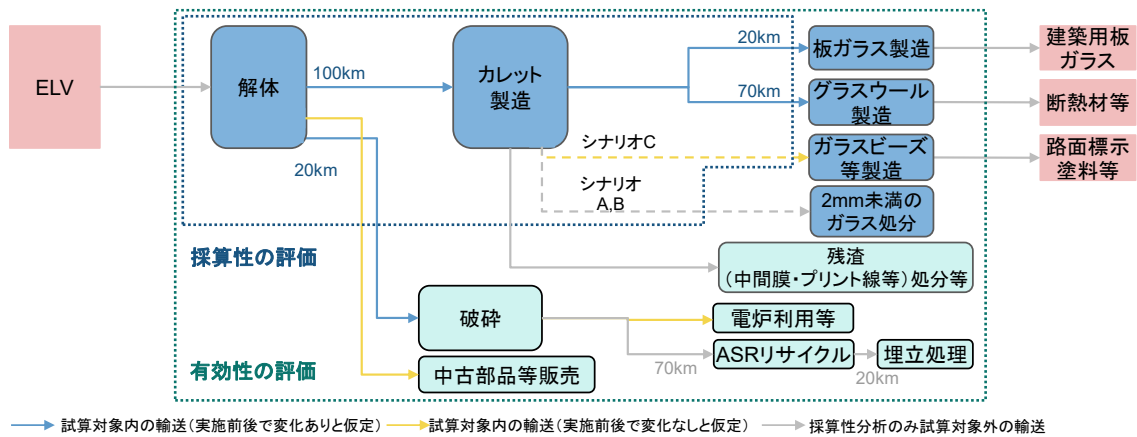 ELV
解体
100km
カレット
製造
20km
板ガラス製造
建築用板
ガラス
70km
グラスウール
製造
断熱材等
シナリオC
ガラスビーズ
等製造
路面標示
塗料等
20km
シナリオ
A,B
2mm未満の
ガラス処分
採算性の評価
残渣
（中間膜・プリント線等）処分等
破砕
電炉利用等
ASRリサイクル
埋立処理
70km
20km
有効性の評価
中古部品等販売
試算対象内の輸送（実施前後で変化ありと仮定）
試算対象内の輸送（実施前後で変化なしと仮定）
採算性分析のみ試算対象外の輸送